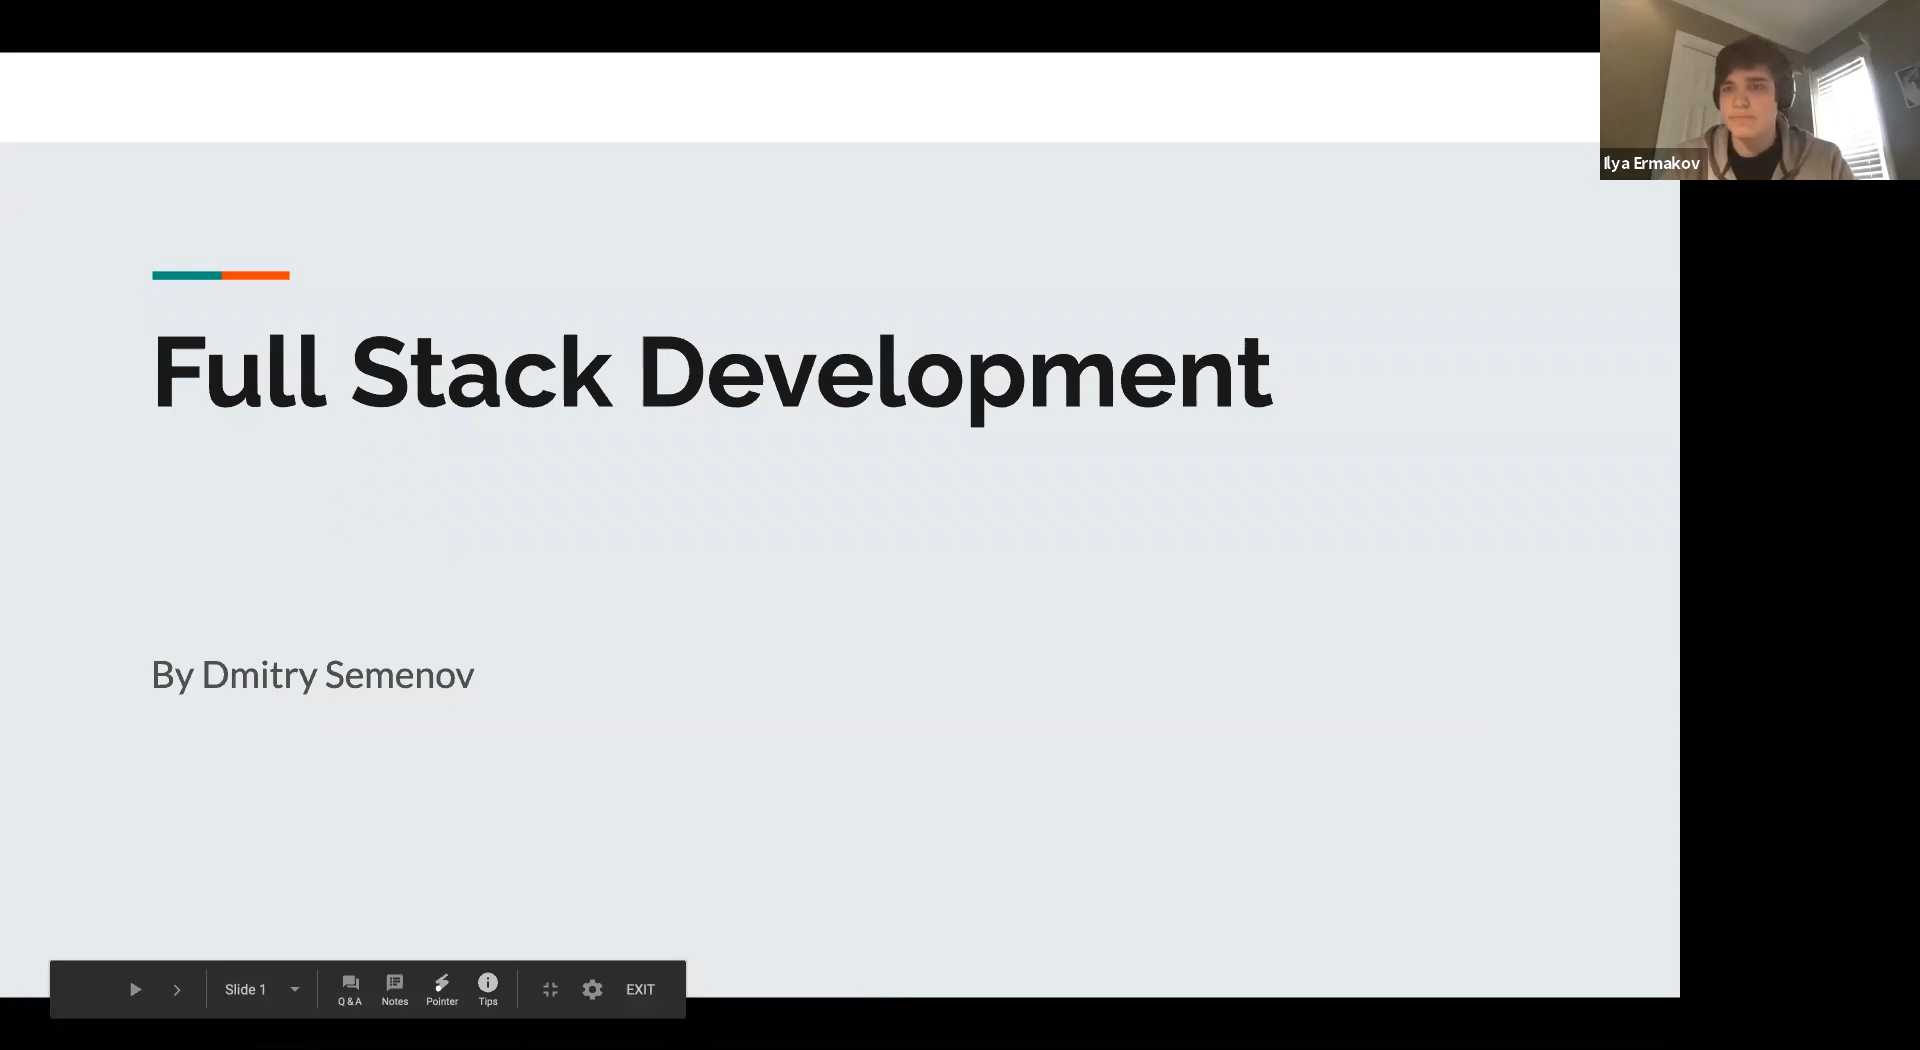 Ilya Ermakov
Full Stack Development
By Dmitry Semenov
Slide 1
Q & A
Notes
Pointer
Tips
EXIT